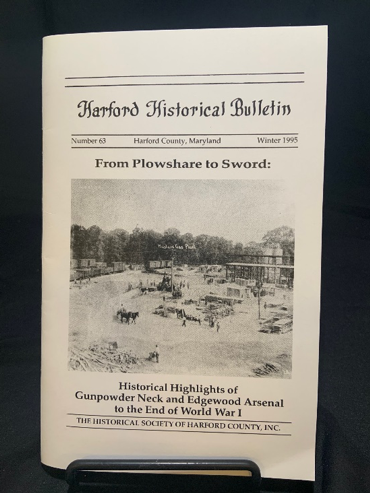 Harford Historical Bulletin
Number 63 Harford County, Maryland Winter 1995
From Plowshare to Sword:
Historical Highlights of
Gunpowder Neck and Edgewood Arsenal
to the End of World War I
THE HISTORICAL SOCIETY OF HARFORD COUNTY, INC.